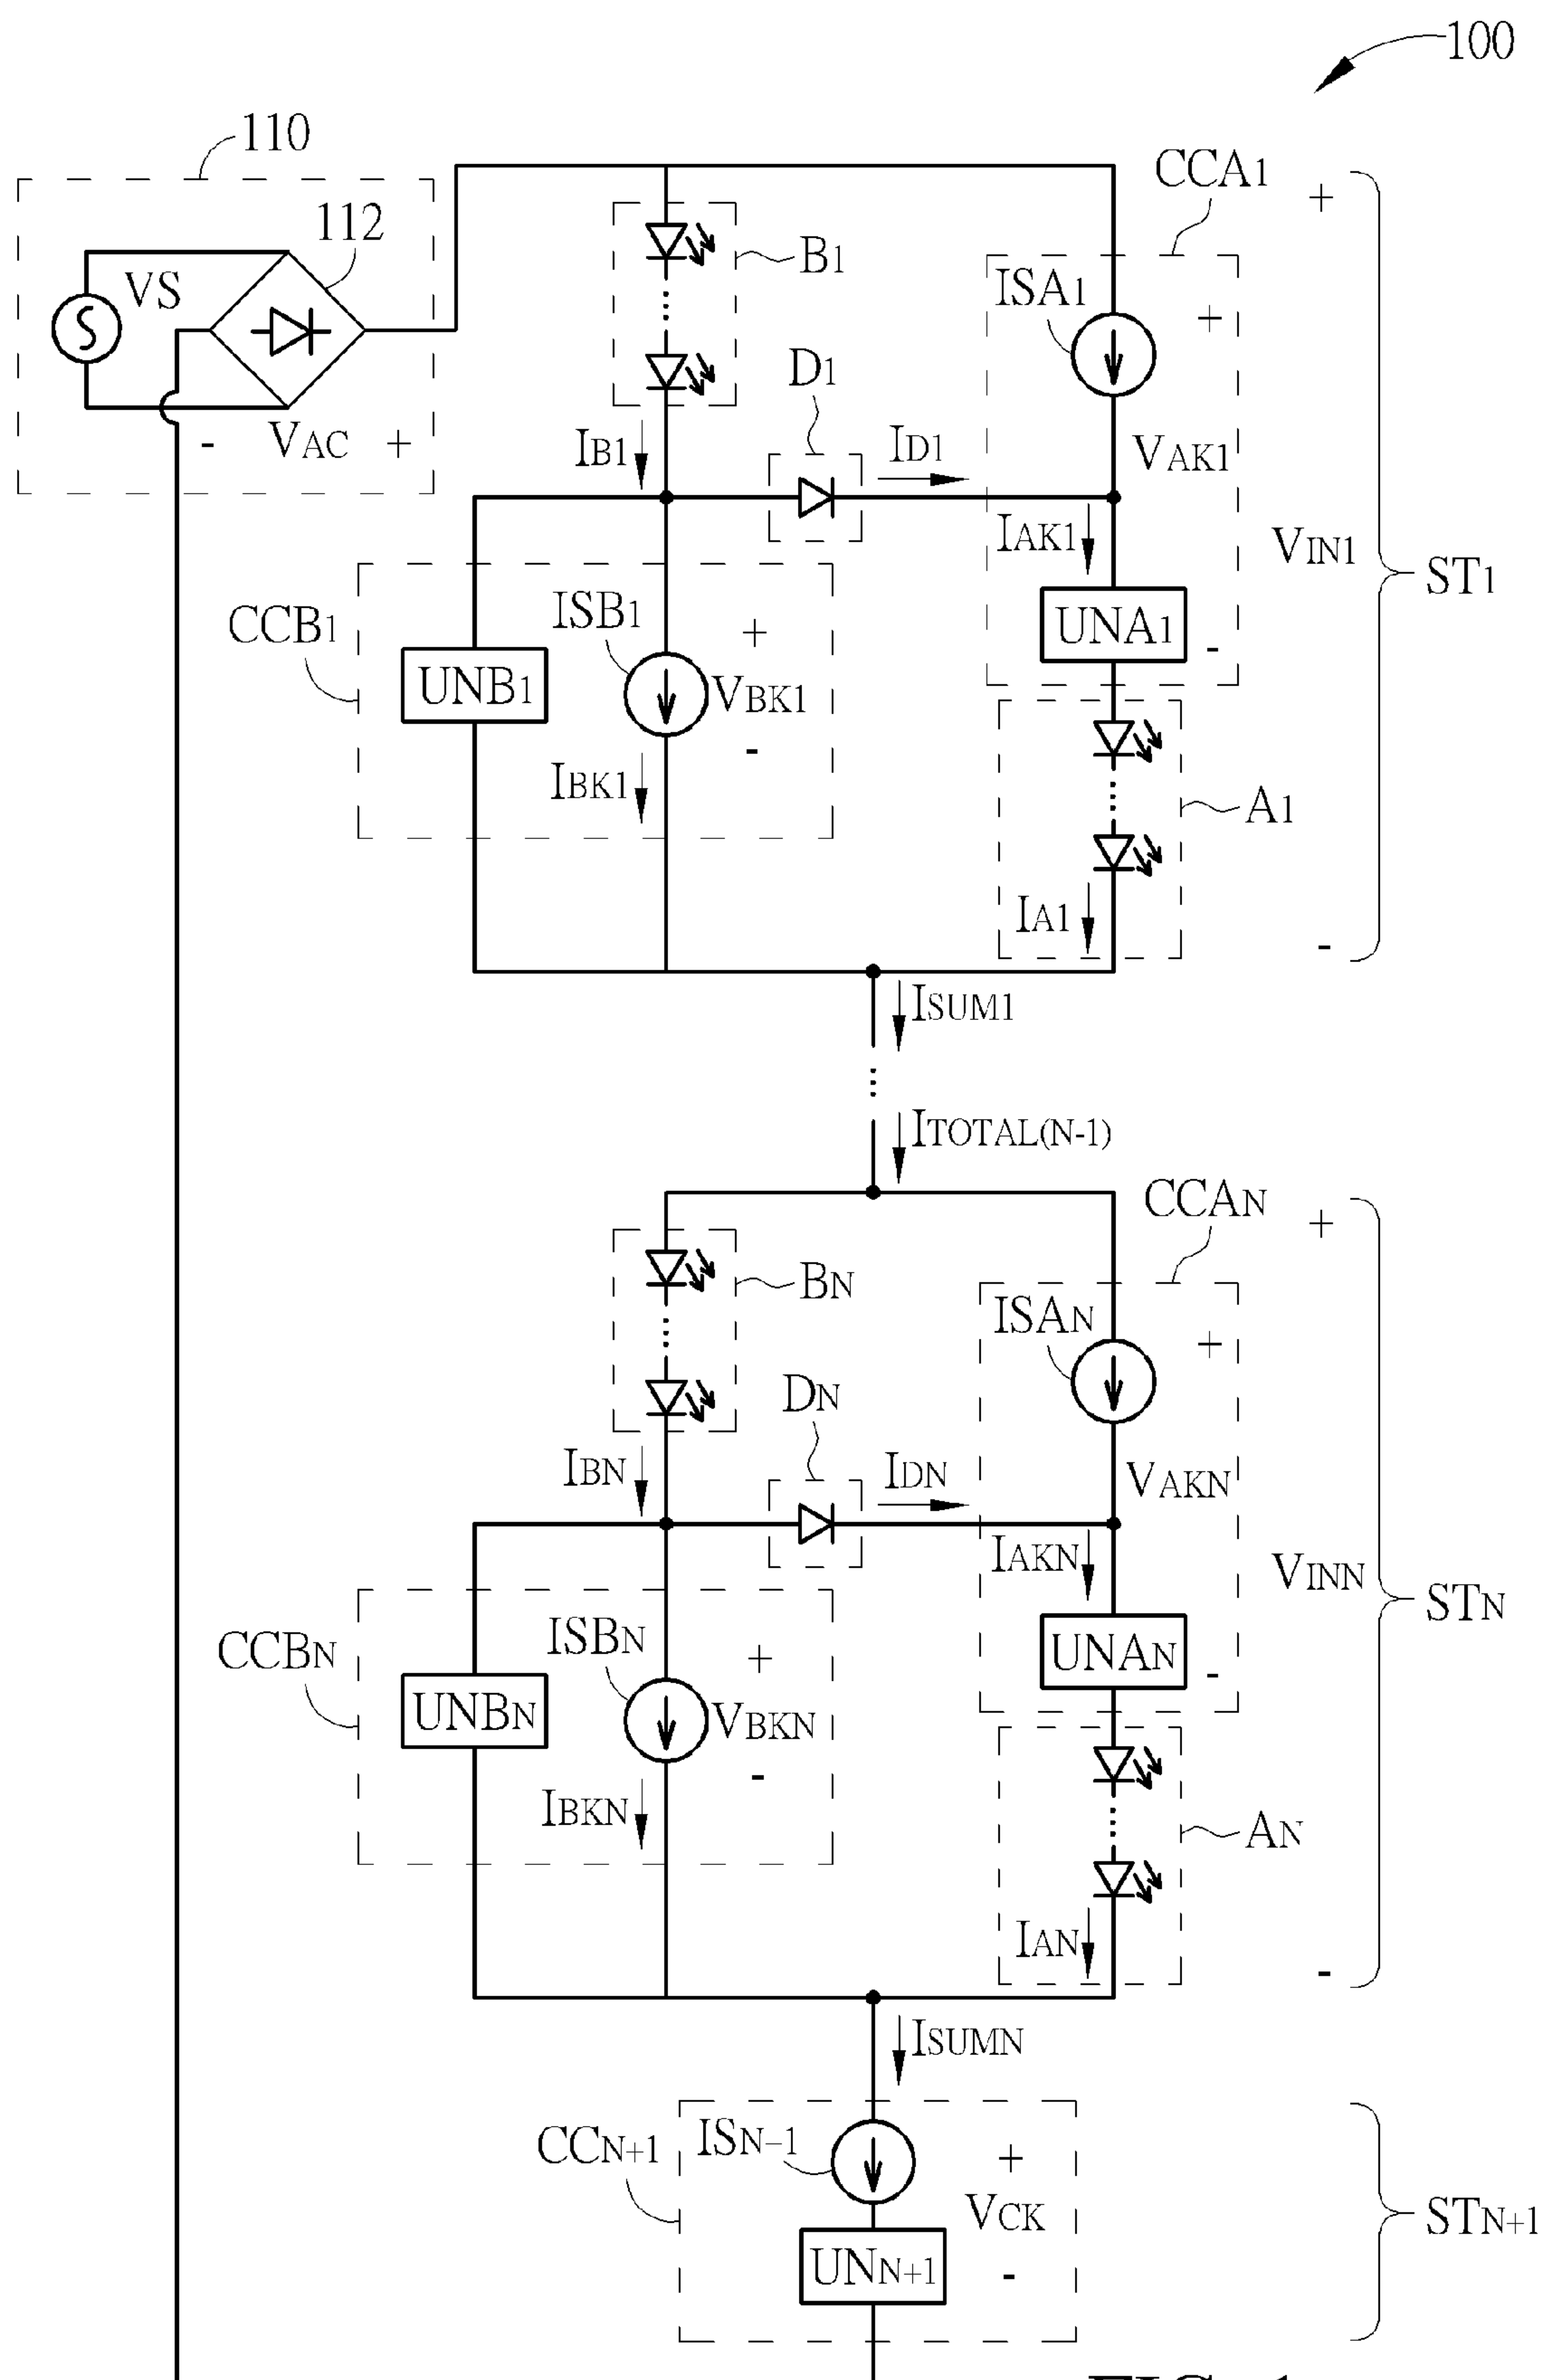 100
110
CCA1
+
112
VS
B1
ISA1
+
D1
- VAC +
IB1
ID1
VAK1
IAK1
VIN1
ST1
CCB1
ISB1
+
UNA1
-
UNB1
VBK1
-
IBK1
A1
IA1
-
ISUM1
ITOTAL(N-1)
CCAN
+
BN
ISAN
+
DN
IBN
IDN
VAKN
IAKN
VINN
STN
CCBN
ISBN
+
UNAN
-
UNBN
VBKN
-
IBKN
AN
IAN
-
ISUMN
CCN+1
ISN-1
+
VCK
STN+1
UNN+1
-